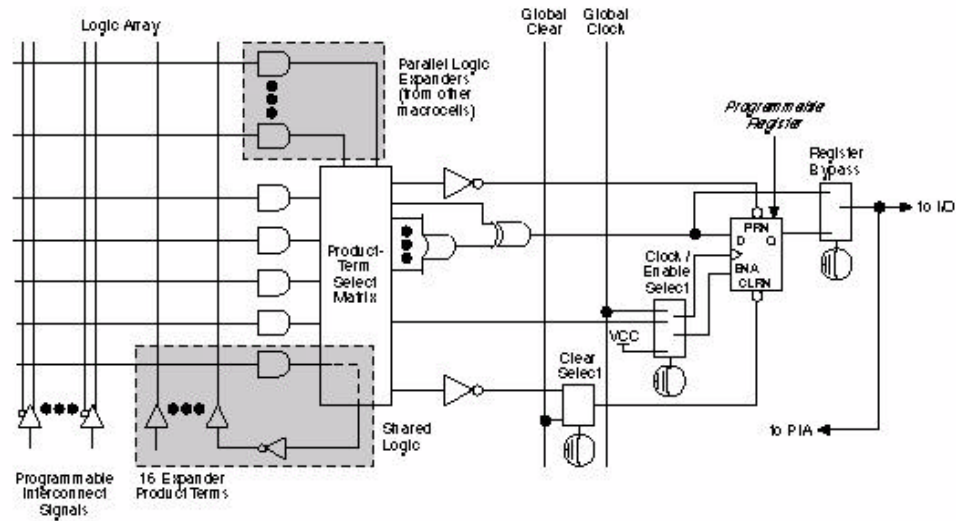 Logic Array
Global
Clear
Global
Clock
Parallel Logic
Expanders
(from other
macrocells)
Programmable
Register
Register
Bypass
to I/O
PRN
D Q
ENA
CLRN
Product-
Term
Select
Matrix
Clock /
Enable
Select
VCC
Clear
Select
to PIA
Shared
Logic
Programmable
Interconnect
Signals
16 Expander
Product Terms